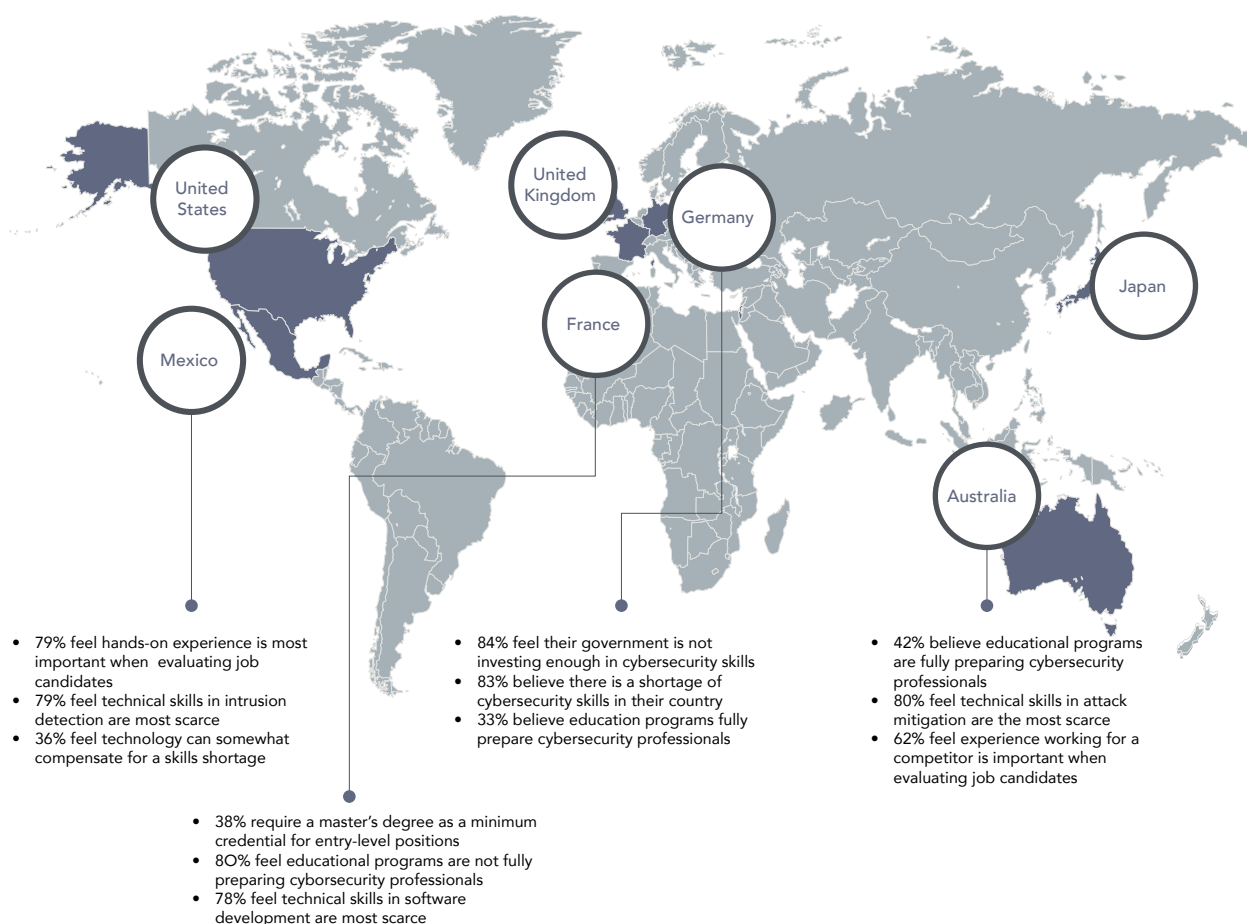 United
States
United
Kingdom
Germany
Japan
France
Mexico
Australia
• 79% feel hands-on experience is most
important when evaluating job
candidates
• 79% feel technical skills in intrusion
detection are most scarce
• 36% feel technology can somewhat
compensate for a skills shortage
• 84% feel their government is not
investing enough in cybersecurity skills
• 83% believe there is a shortage of
cybersecurity skills in their country
• 33% believe education programs fully
prepare cybersecurity professionals
• 42% believe educational programs
are fully preparing cybersecurity
professionals
• 80% feel technical skills in attack
mitigation are the most scarce
• 62% feel experience working for a
competitor is important when
evaluating job candidates
• 38% require a master’s degree as a minimum
credential for entry-level positions
• 8O% feel educational programs are not fully
preparing cyborsecurity professionals
• 78% feel technical skills in software
development are most scarce